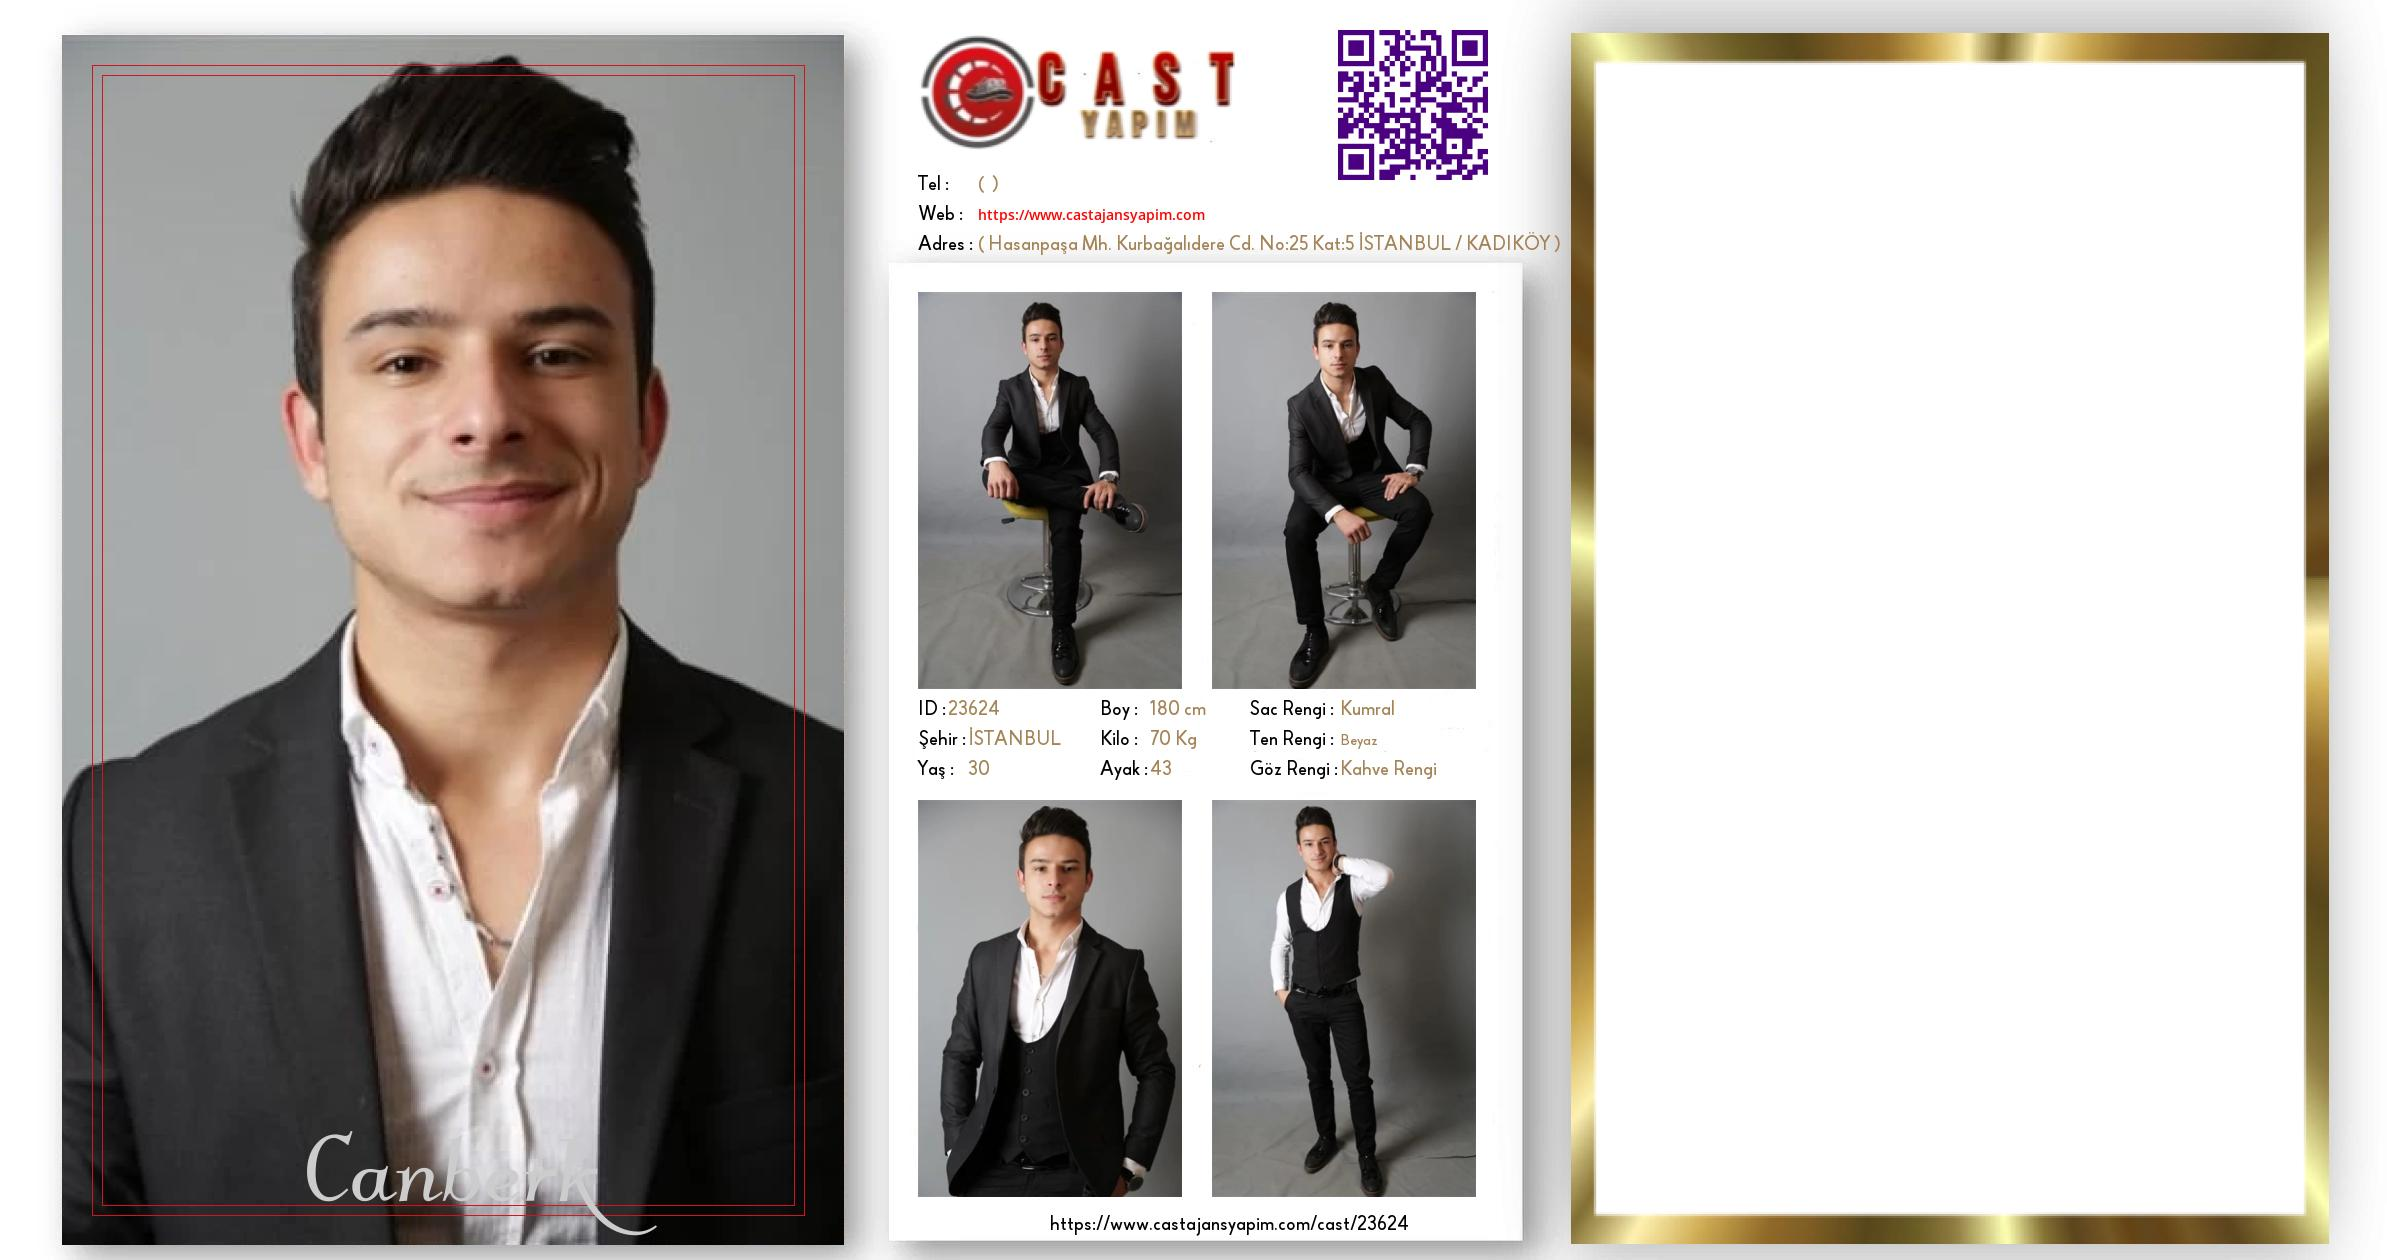 Canberk
CAST
YAPIM
Tel : ( )
Web : https://www.castajansyapim.com
Adres : ( Hasanpaşa Mh. Kurbağalıdere Cd. No:25 Kat:5 İSTANBUL / KADIKÖY )
ID : 23624 Boy : 180 cm Sac Rengi : Kumral
Şehir : İSTANBUL Kilo : 70 Kg Ten Rengi : Beyaz
Yaş : 30 Ayak : 43 Göz Rengi : Kahve Rengi
https://www.castajansyapim.com/cast/23624